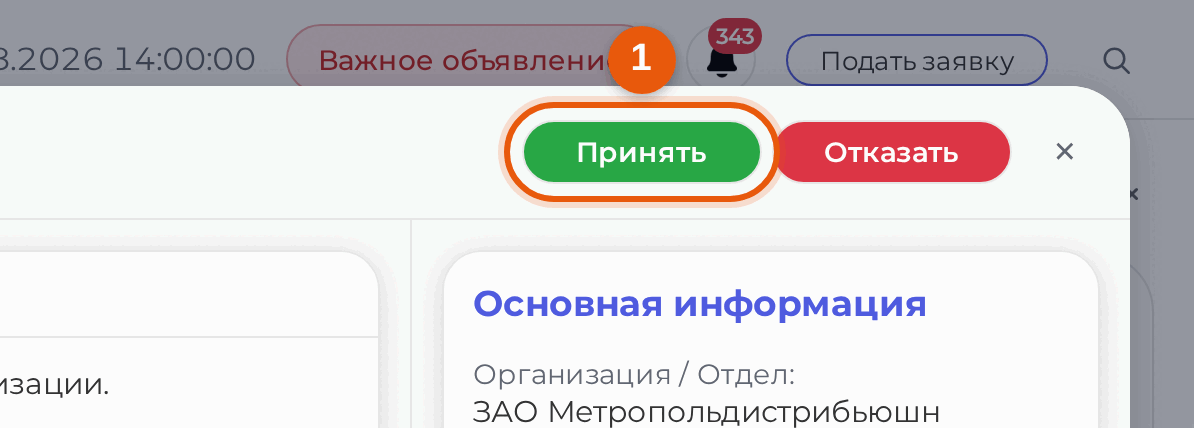 343
1
8.2026 14:00:00
Важное объявлени
Подать заявку
Принять
Отказать
Основная информация
Организация / Отдел:
изации.
ЗАО Метропольдистрибьюшн